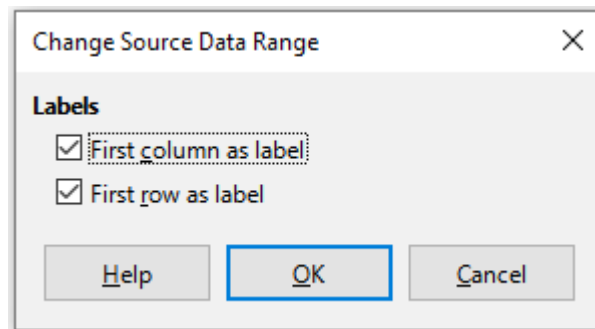 Change Source Data Range
Labels
First column as label
First row as label
Help OK Cancel